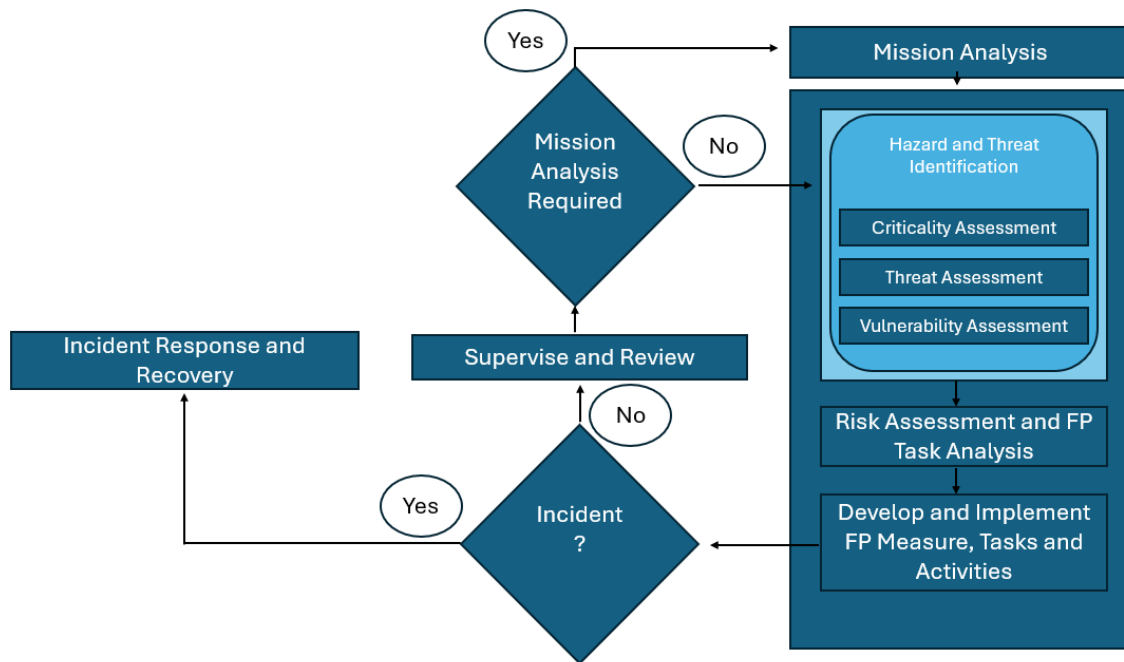 Yes
Mission Analysis
Mission
Analysis
Required
No
Hazard and Threat
Identification
Criticality Assessment
Threat Assessment
Vulnerability Assessment
Incident Response and
Recovery
Supervise and Review
No
Risk Assessment and FP
Task Analysis
Yes
Incident
?
Develop and Implement
FP Measure, Tasks and
Activities